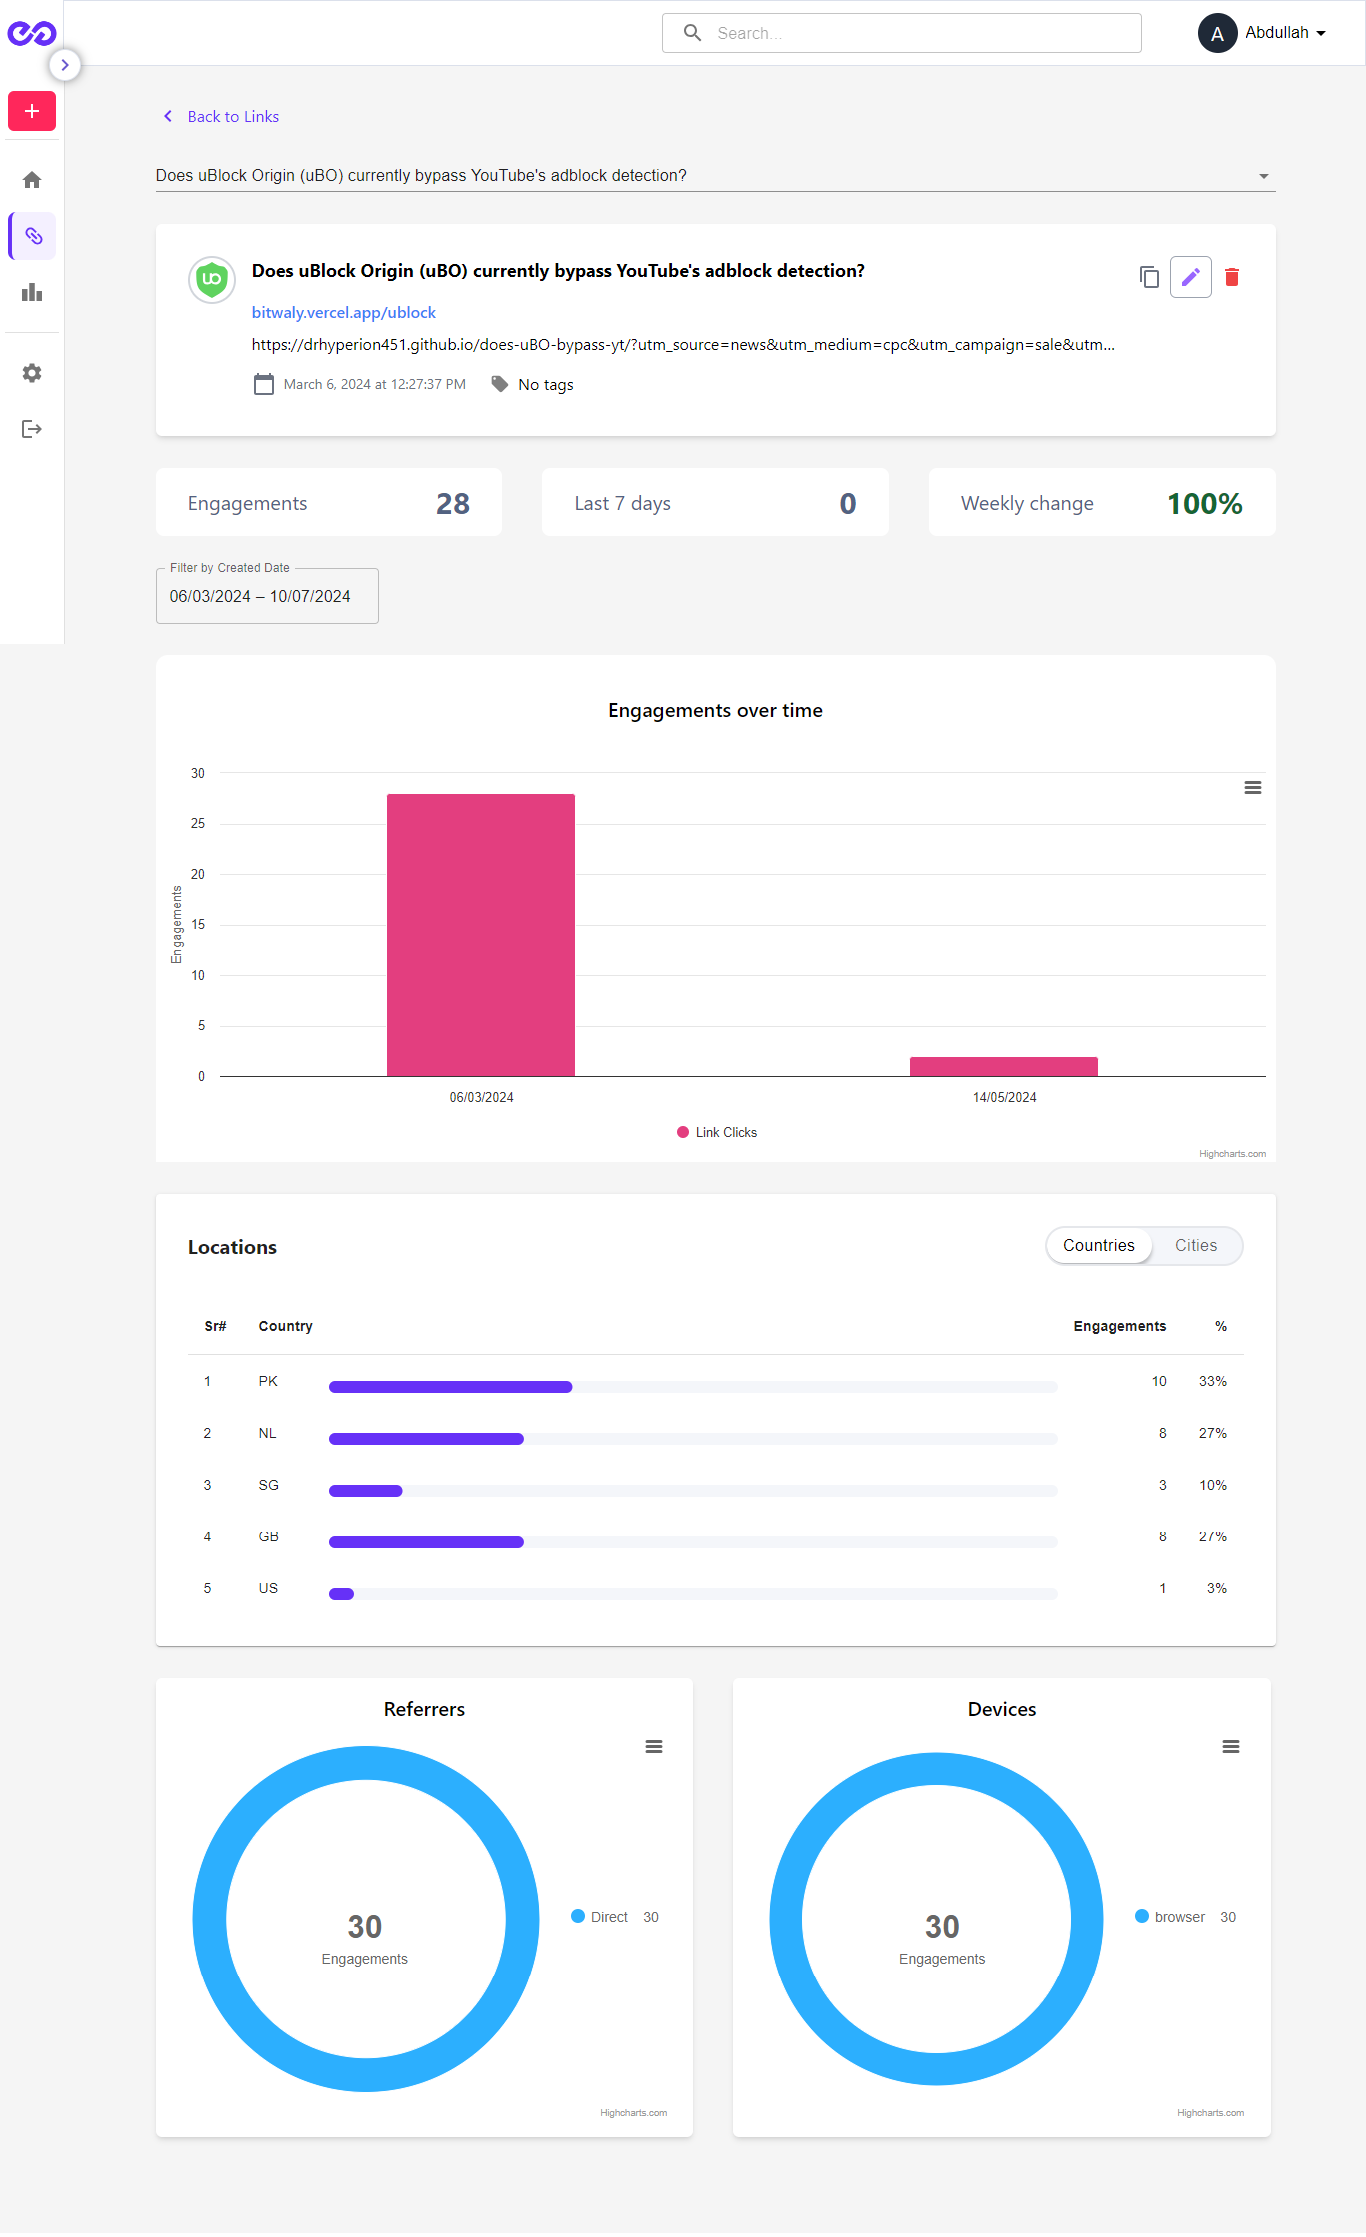 Search...
A Abdullah
Back to Links
Does uBlock Origin (uBO) currently bypass YouTube's adblock detection?
Does uBlock Origin (uBO) currently bypass YouTube's adblock detection?
bitwaly.vercel.app/ublock
https://drhyperion451.github.io/does-uBO-bypass-yt/?utm_source=news&utm_medium=cpc&utm_campaign=sale&utm...
March 6, 2024 at 12:27:37 PM No tags
Engagements 28 Last 7 days 0 Weekly change 100%
Filter by Created Date
06/03/2024 – 10/07/2024
Engagements over time
30
25
20
15
10
5
0
Engagements
06/03/2024 14/05/2024
Link Clicks
Highcharts.com
Locations Countries Cities
Sr# Country Engagements %
1 PK 10 33%
2 NL 8 27%
3 SG 3 10%
4 GB 8 27%
5 US 1 3%
Referrers
30
Engagements
Direct 30
Highcharts.com
Devices
30
Engagements
browser 30
Highcharts.com